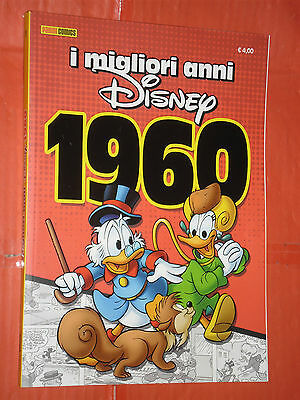 PANINI COMICS
€ 4,00
i migliori anni
Disney
1960